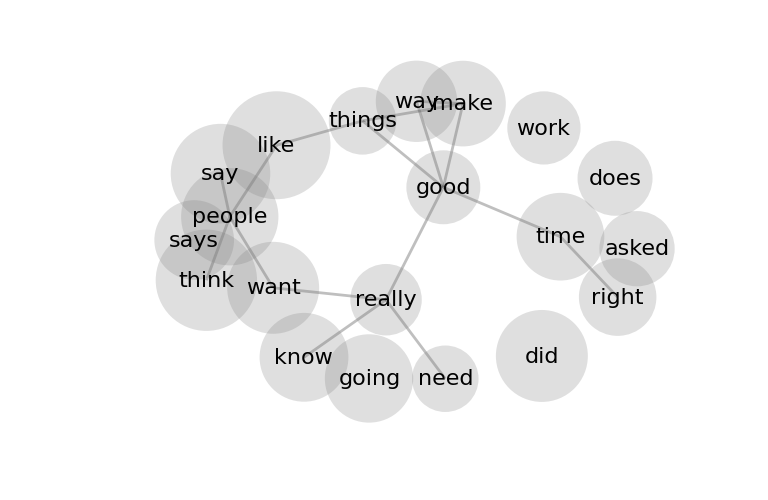 way
make
things
work
like
say
does
good
people
time
says
asked
think
want
right
really
know
did
going
need